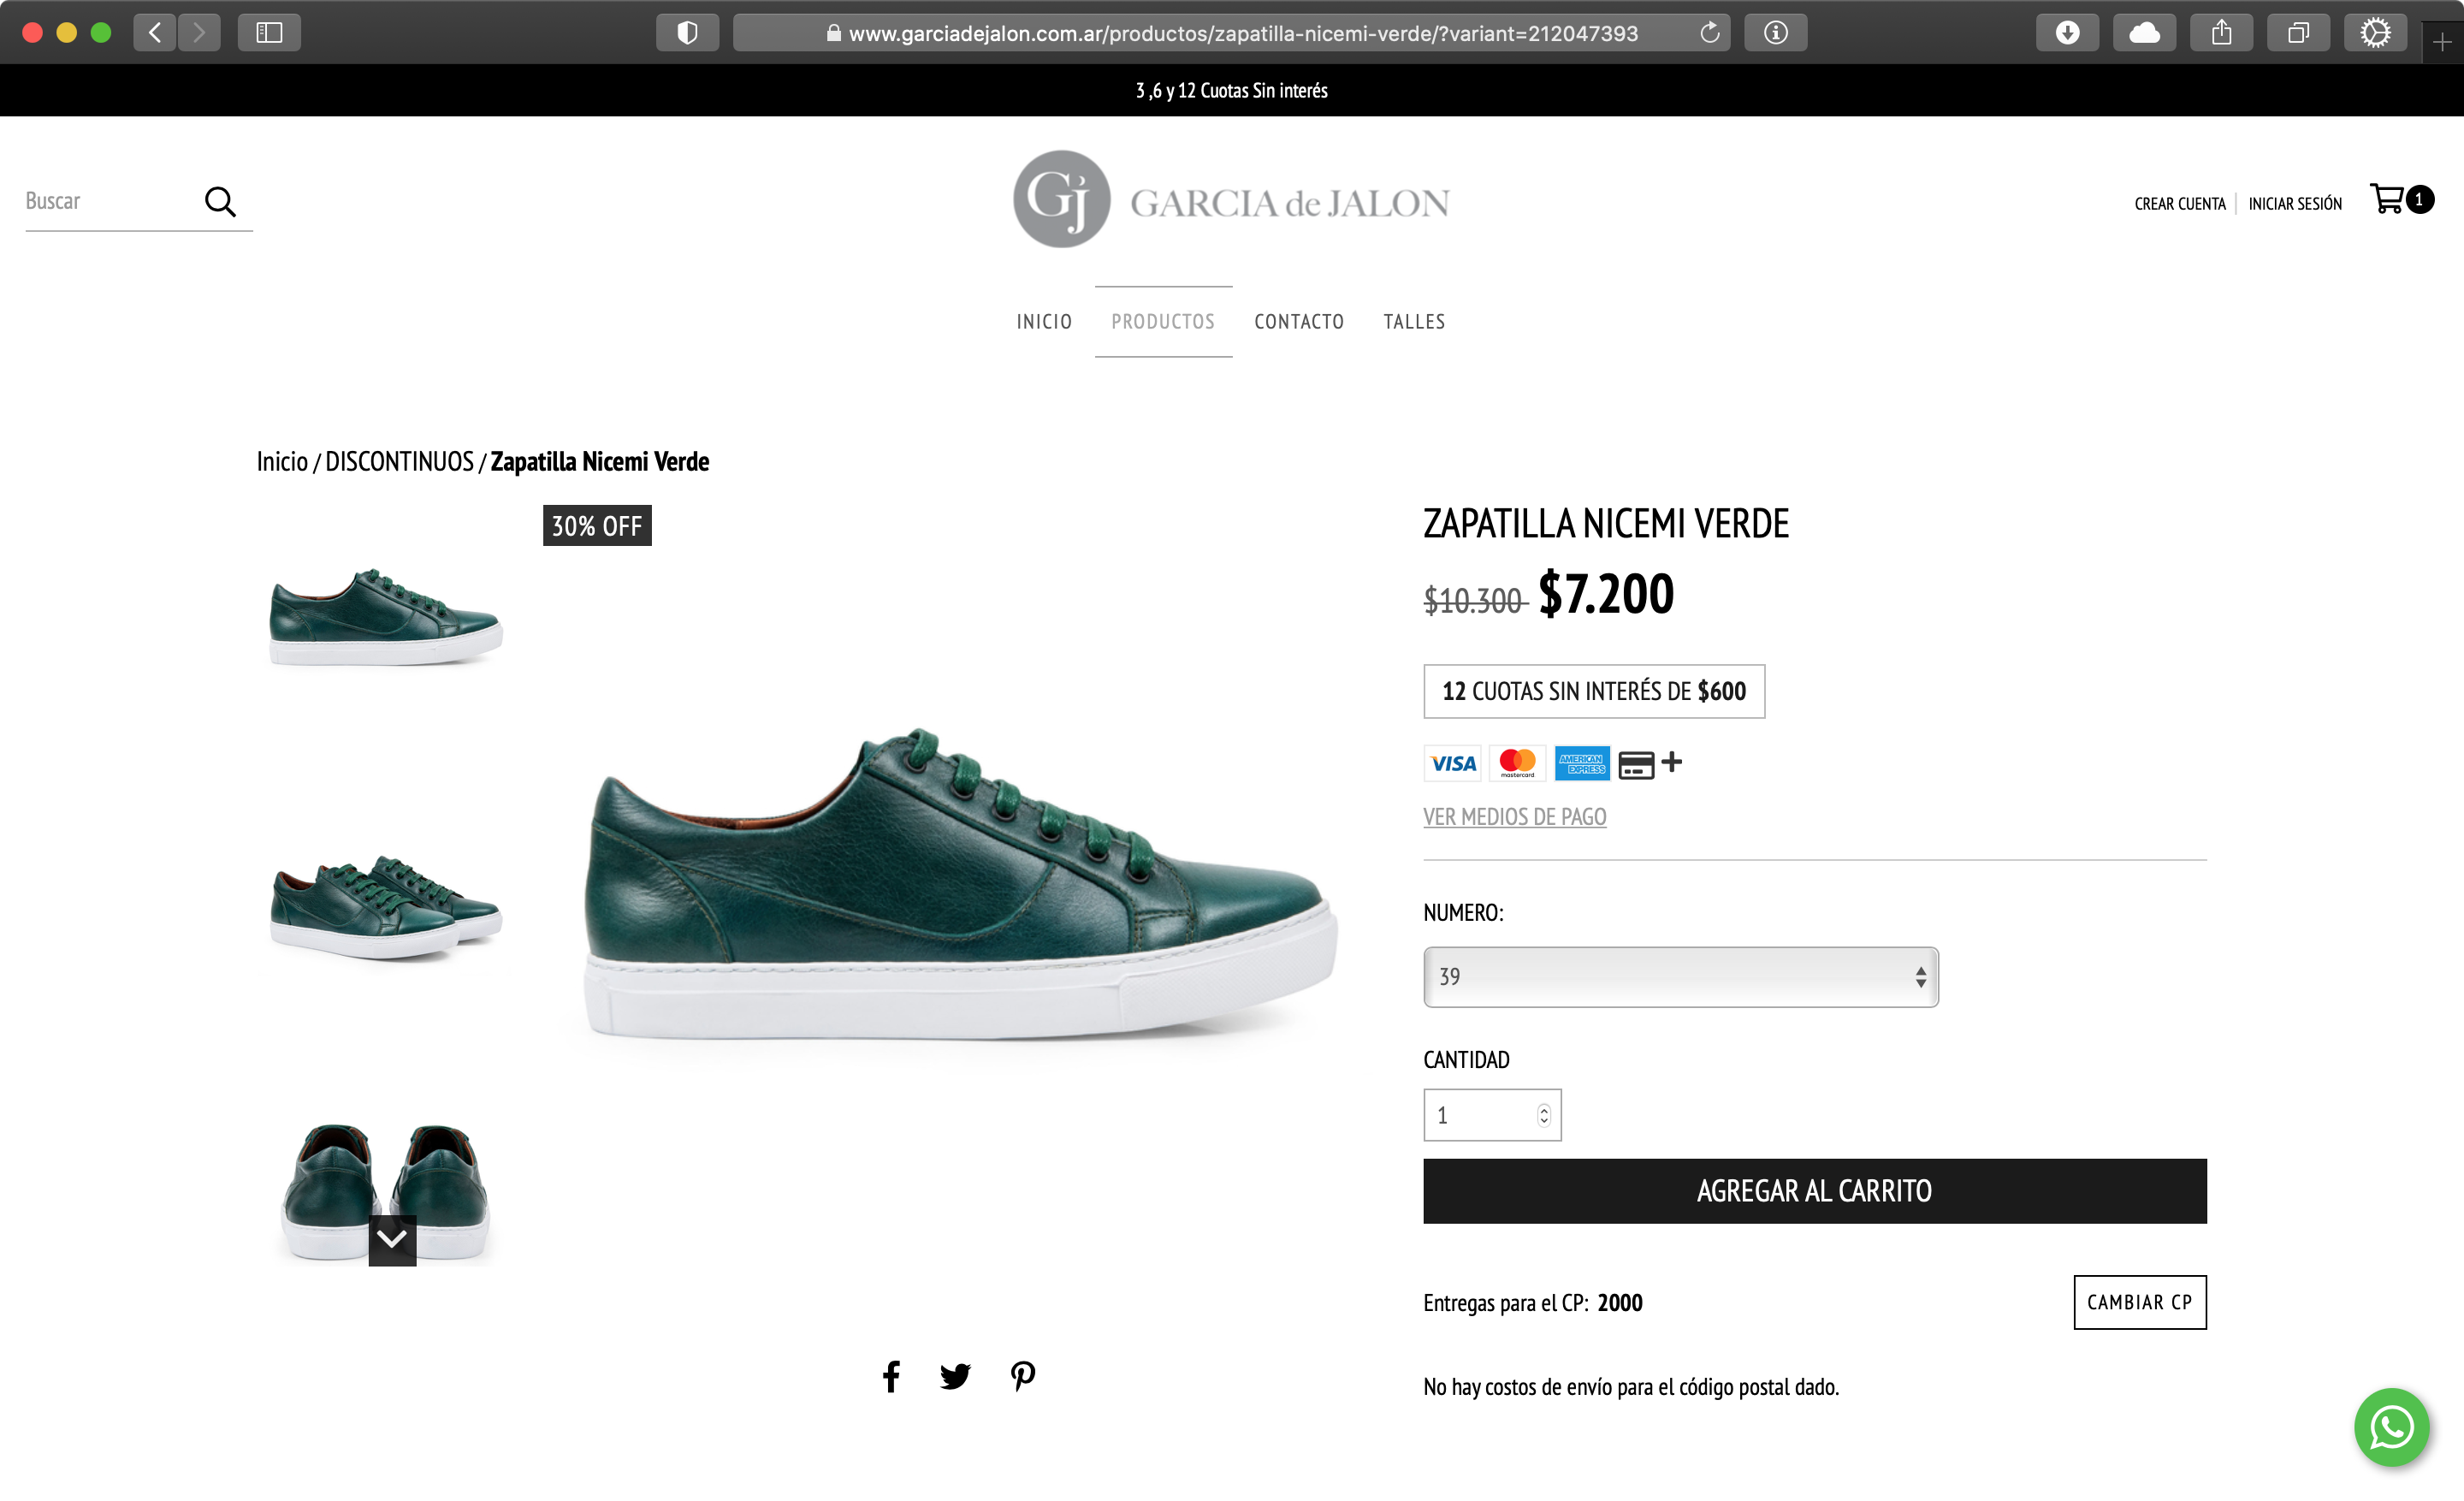 www.garciadejalon.com.ar/productos/zapatilla-nicemi-verde/?variant=212047393
3 ,6 y 12 Cuotas Sin interés
Buscar
Gj GARCIA de JALON
CREAR CUENTA INICIAR SESIÓN 1
INICIO PRODUCTOS CONTACTO TALLES
Inicio / DISCONTINUOS / Zapatilla Nicemi Verde
30% OFF
ZAPATILLA NICEMI VERDE
$10.300 $7.200
12 CUOTAS SIN INTERÉS DE $600
VISA mastercard AMERICAN EXPRESS
VER MEDIOS DE PAGO
NUMERO:
39
CANTIDAD
1
AGREGAR AL CARRITO
Entregas para el CP: 2000
CAMBIAR CP
No hay costos de envío para el código postal dado.